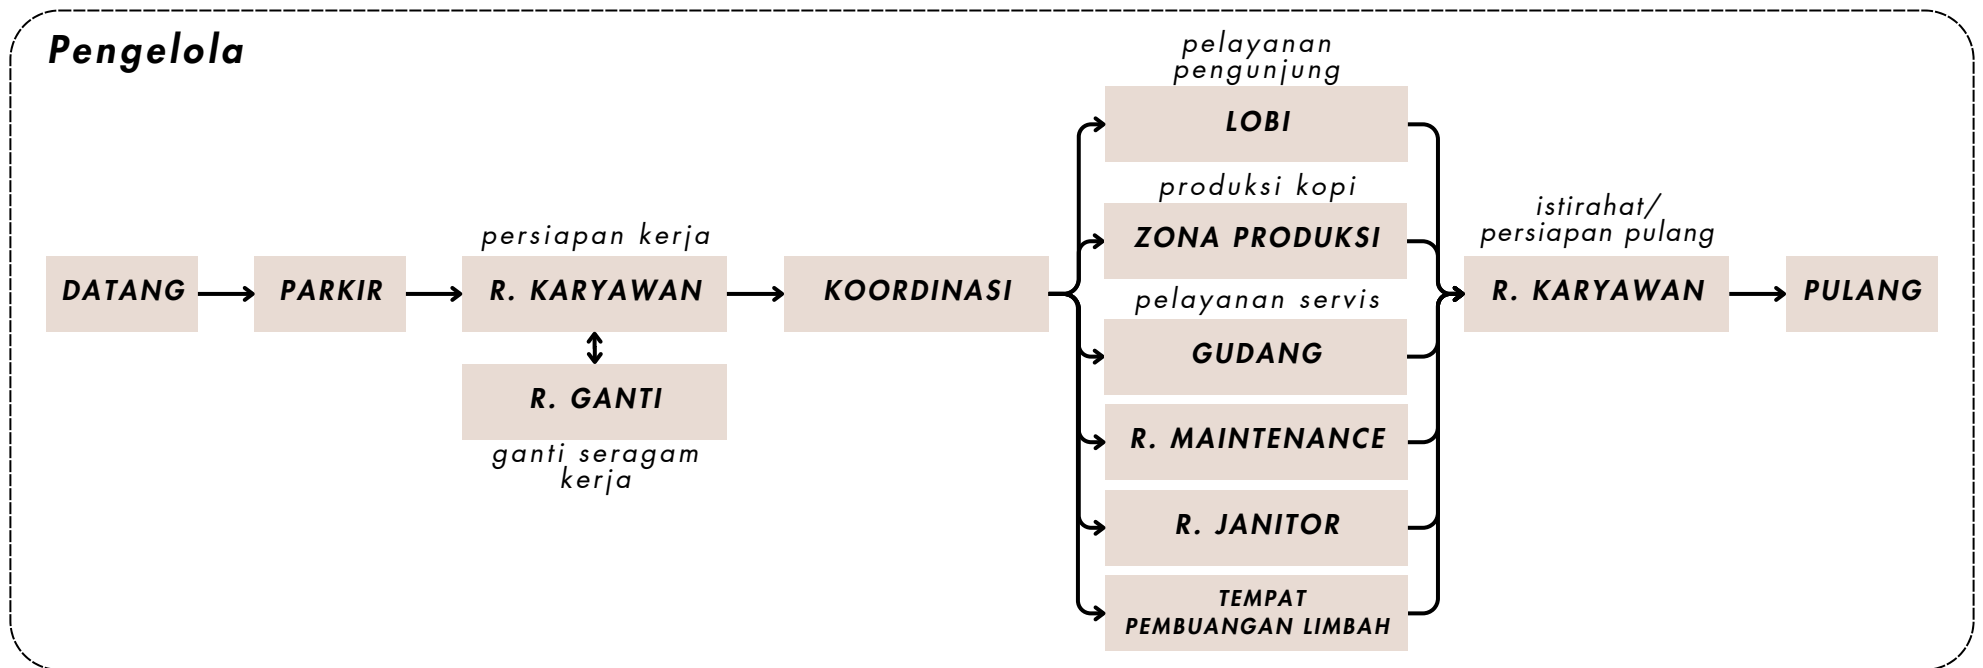 Pengelola
DATANG
PARKIR
persiapan kerja
R. KARYAWAN
R. GANTI
ganti seragam
kerja
KOORDINASI
pelayanan
pengunjung
LOBI
produksi kopi
ZONA PRODUKSI
pelayanan servis
GUDANG
R. MAINTENANCE
R. JANITOR
TEMPAT
PEMBUANGAN LIMBAH
istirahat/
persiapan pulang
R. KARYAWAN
PULANG